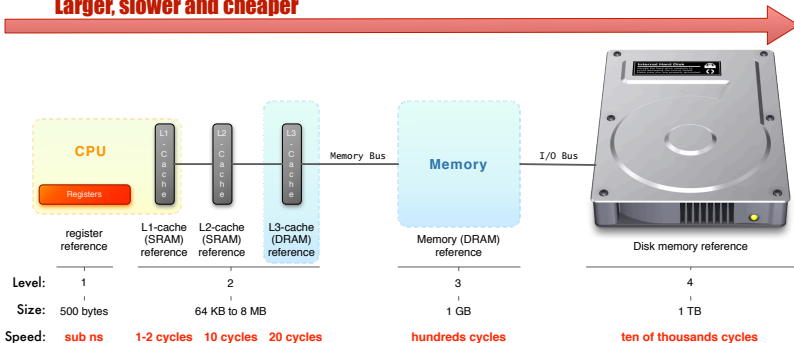 Larger, slower and cheaper
Internal Hard Disk
CPU
Registers
L1-Cache
L2-Cache
L3-Cache
Memory Bus
Memory
I/O Bus
register reference
L1-cache (SRAM) reference
L2-cache (SRAM) reference
L3-cache (DRAM) reference
Memory (DRAM) reference
Disk memory reference
Level: 1 2 3 4
Size: 500 bytes 64 KB to 8 MB 1 GB 1 TB
Speed: sub ns 1-2 cycles 10 cycles 20 cycles hundreds cycles ten of thousands cycles